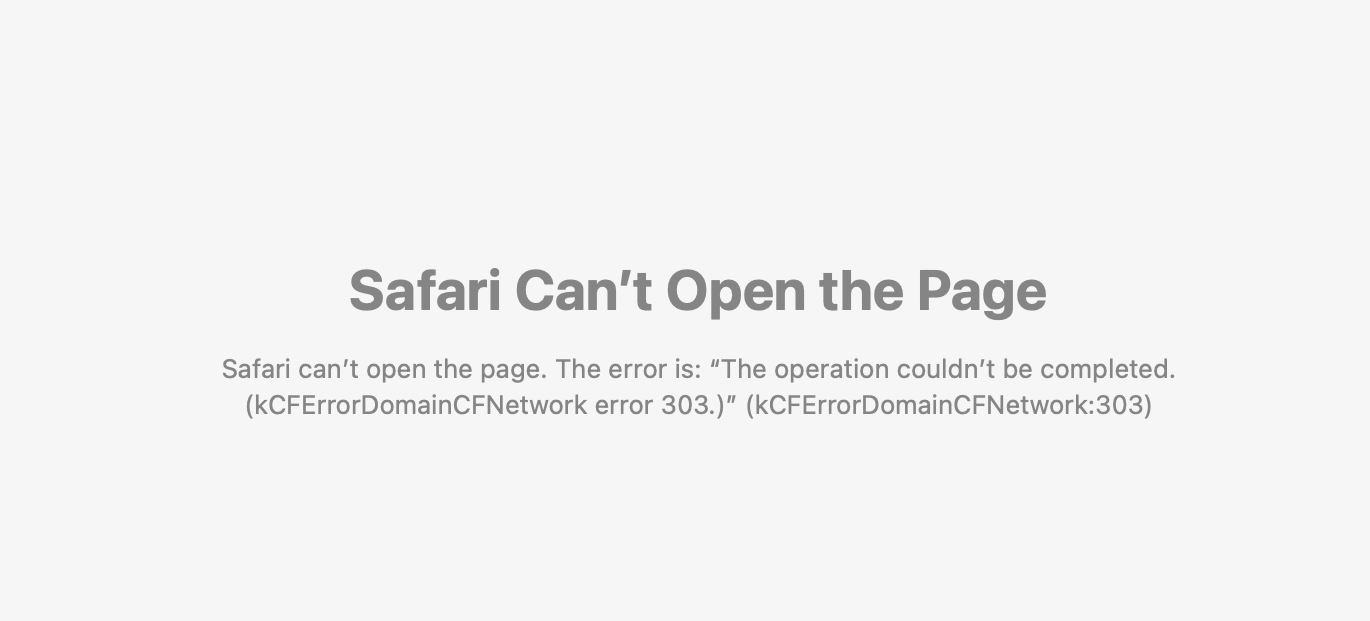 Safari Can’t Open the Page
Safari can’t open the page. The error is: “The operation couldn’t be completed.
(kCFErrorDomainCFNetwork error 303.)” (kCFErrorDomainCFNetwork:303)